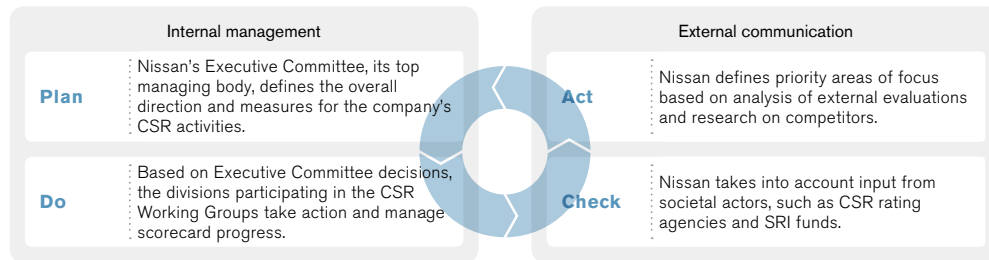 Internal management
Plan
Nissan's Executive Committee, its top
managing body, defines the overall
direction and measures for the company's
CSR activities.
Do
Based on Executive Committee decisions,
the divisions participating in the CSR
Working Groups take action and manage
scorecard progress.
External communication
Act
Nissan defines priority areas of focus
based on analysis of external evaluations
and research on competitors.
Check
Nissan takes into account input from
societal actors, such as CSR rating
agencies and SRI funds.